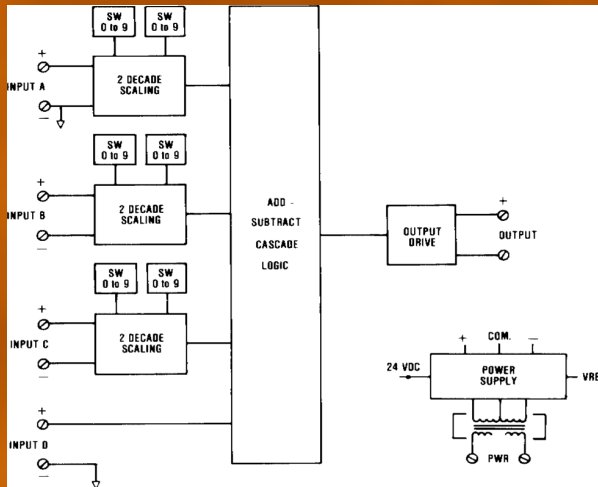 SW 0 to 9
SW 0 to 9
+
INPUT A
−
2 DECADE SCALING
SW 0 to 9
SW 0 to 9
+
INPUT B
−
2 DECADE SCALING
SW 0 to 9
SW 0 to 9
+
INPUT C
−
2 DECADE SCALING
+
INPUT D
−
ADD -
SUBTRACT
CASCADE
LOGIC
OUTPUT
DRIVE
+
OUTPUT
−
+ COM. −
24 VDC
POWER
SUPPLY
VRE
PWR